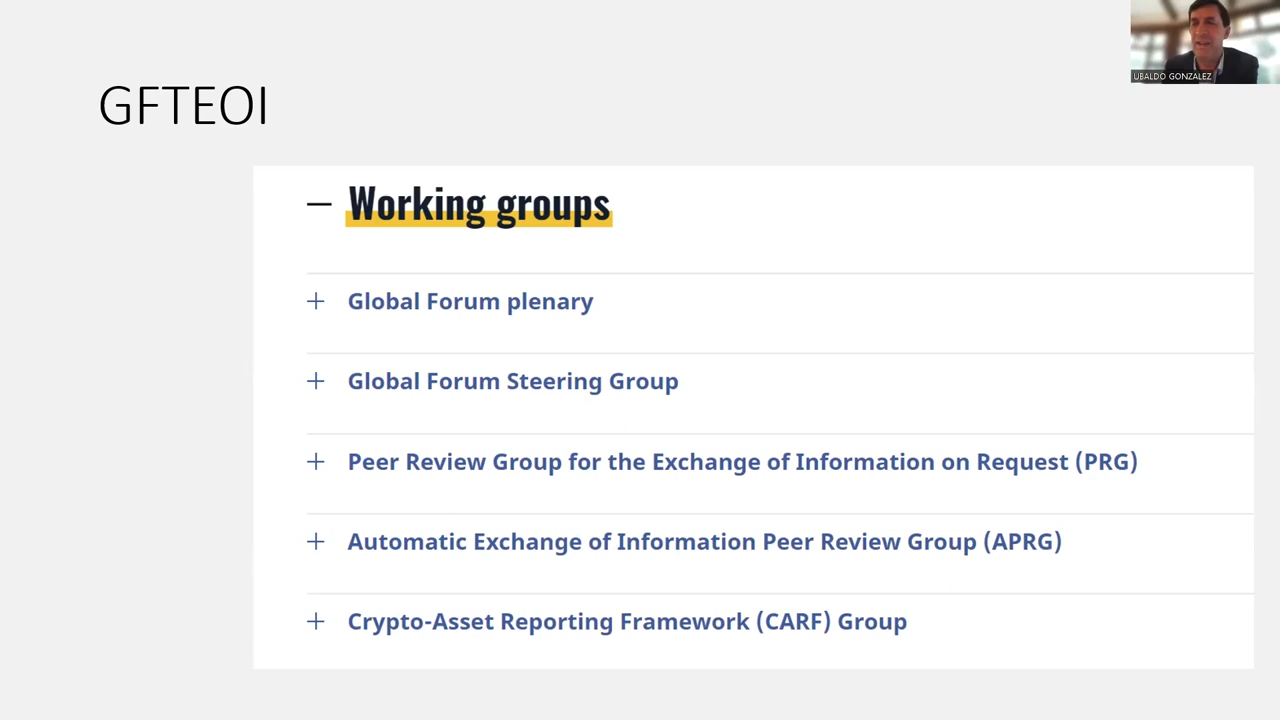 UBALDO GONZALEZ
GFTEOI
Working groups
Global Forum plenary
Global Forum Steering Group
Peer Review Group for the Exchange of Information on Request (PRG)
Automatic Exchange of Information Peer Review Group (APRG)
Crypto-Asset Reporting Framework (CARF) Group